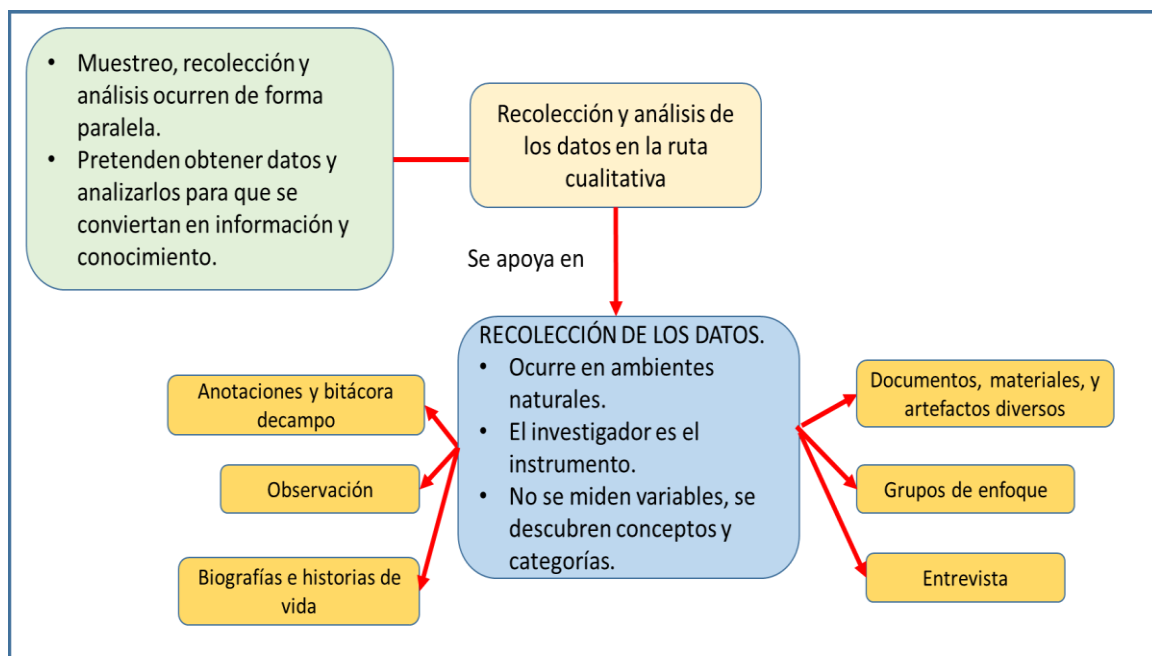 • Muestreo, recolección y
análisis ocurren de forma
paralela.
• Pretenden obtener datos y
analizarlos para que se
conviertan en información y
conocimiento.
Recolección y análisis de
los datos en la ruta
cualitativa
Se apoya en
RECOLECCIÓN DE LOS DATOS.
• Ocurre en ambientes
naturales.
• El investigador es el
instrumento.
• No se miden variables, se
descubren conceptos y
categorías.
Anotaciones y bitácora
decampo
Observación
Biografías e historias de
vida
Documentos, materiales, y
artefactos diversos
Grupos de enfoque
Entrevista